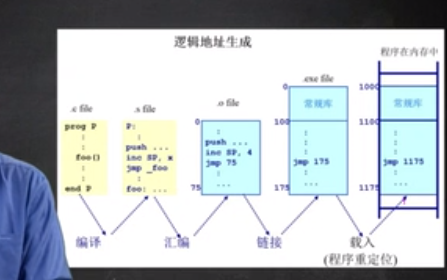 逻辑地址生成
程序在内存中
.c file
.s file
.o file
.exe file
prog P
:
:
foo()
:
:
end P
P:
:
push ...
inc SP, x
jmp _foo
:
foo: ...
0
:
push ...
inc SP, 4
jmp 75
:
...
75
0
常规库
100
:
:
:
jmp 175
:
...
175
1000
常规库
1100
:
:
:
jmp 1175
:
...
1175
编译
汇编
链接
载入
(程序重定位)